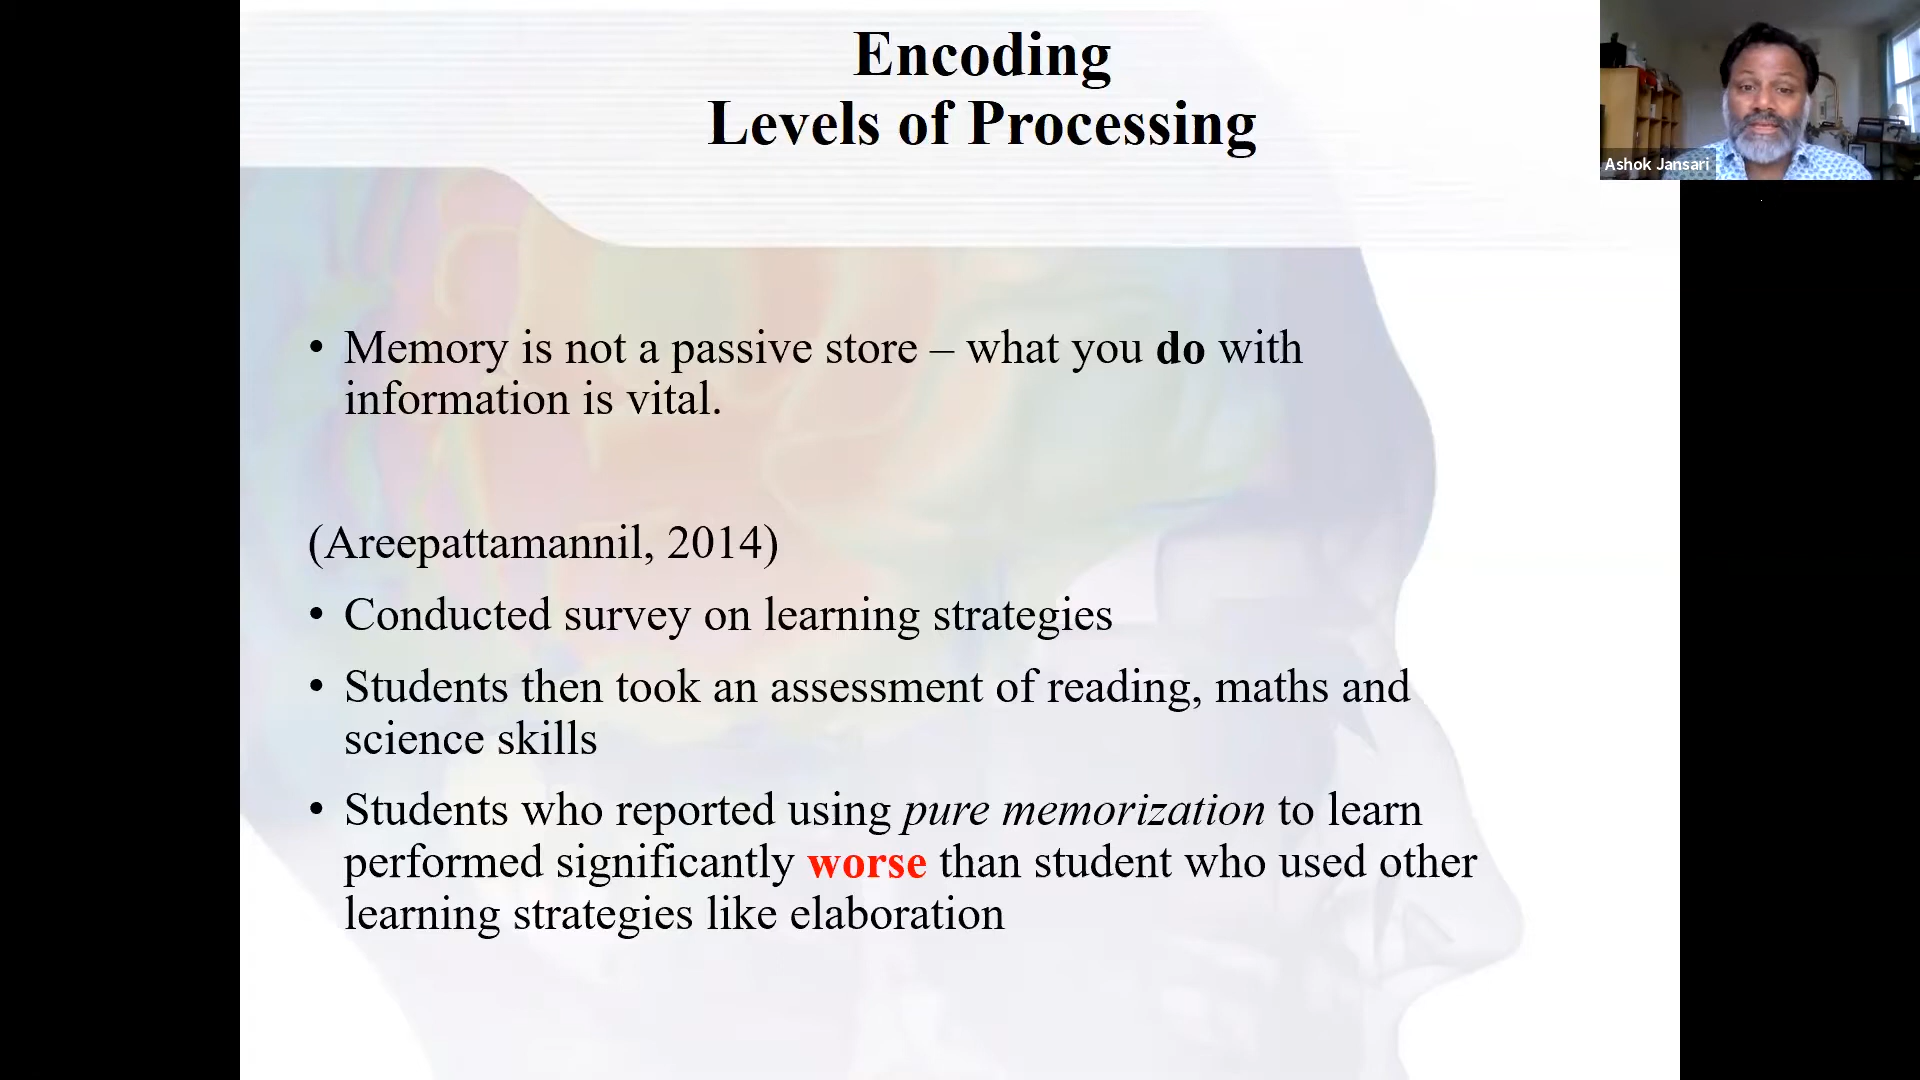 Encoding
Levels of Processing
Ashok Jansari
• Memory is not a passive store – what you do with
information is vital.
(Areepattamannil, 2014)
• Conducted survey on learning strategies
• Students then took an assessment of reading, maths and
science skills
• Students who reported using pure memorization to learn
performed significantly worse than student who used other
learning strategies like elaboration